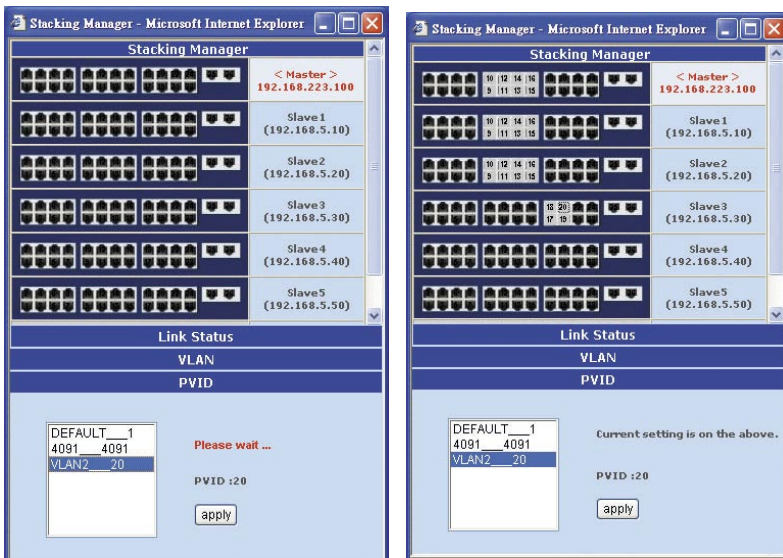 Stacking Manager - Microsoft Internet Explorer
Stacking Manager
< Master >
192.168.223.100
Slave1
(192.168.5.10)
Slave2
(192.168.5.20)
Slave3
(192.168.5.30)
Slave4
(192.168.5.40)
Slave5
(192.168.5.50)
Link Status
VLAN
PVID
DEFAULT___1
4091___4091
VLAN2___20
Please wait ...
PVID :20
apply
Stacking Manager - Microsoft Internet Explorer
Stacking Manager
10 12 14 16
9 11 13 15
< Master >
192.168.223.100
10 12 14 16
9 11 13 15
Slave1
(192.168.5.10)
10 12 14 16
9 11 13 15
Slave2
(192.168.5.20)
18 20
17 19
Slave3
(192.168.5.30)
Slave4
(192.168.5.40)
Slave5
(192.168.5.50)
Link Status
VLAN
PVID
DEFAULT___1
4091___4091
VLAN2___20
Current setting is on the above.
PVID :20
apply